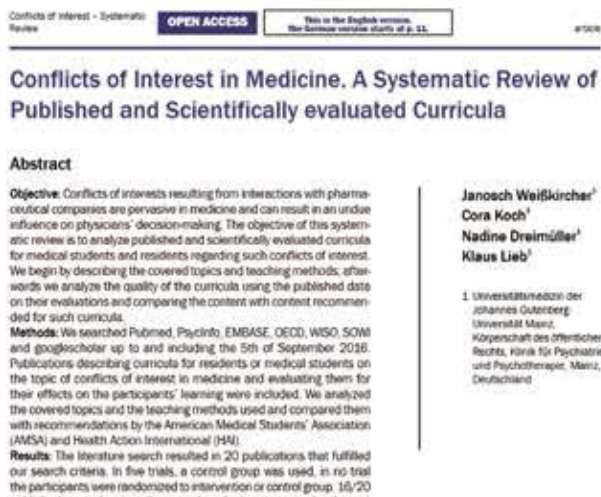 Conflicts of Interest – Systematic
Review
OPEN ACCESS
This is the English version.
The German version starts at p. 11.
article
Conflicts of Interest in Medicine. A Systematic Review of
Published and Scientifically evaluated Curricula
Abstract
Objective: Conflicts of interests resulting from interactions with pharma-
ceutical companies are pervasive in medicine and can result in an undue
influence on physicians' decision-making. The objective of this system-
atic review is to analyze published and scientifically evaluated curricula
for medical students and residents regarding such conflicts of interest.
We begin by describing the covered topics and teaching methods, after-
wards we analyze the quality of the curricula using the published data
on their evaluations and comparing the content with content recommen-
ded for such curricula.
Methods: We searched Pubmed, PsycInfo, EMBASE, OECD, WISO, SOWI
and googlescholar up to and including the 5th of September 2016.
Publications describing curricula for residents or medical students on
the topic of conflicts of interest in medicine and evaluating them for
their effects on the participants' learning were included. We analyzed
the covered topics and the teaching methods used and compared them
with recommendations by the American Medical Students' Association
(AMSA) and Health Action International (HAI).
Results: The literature search resulted in 20 publications that fulfilled
our search criteria. In five trials, a control group was used, in no trial
the participants were randomized to intervention or control group. 16/20
Janosch Weißkircher¹
Cora Koch¹
Nadine Dreimüller¹
Klaus Lieb¹
1 Universitätsmedizin der
Johannes Gutenberg
Universität Mainz,
Körperschaft des öffentlichen
Rechts, Klinik für Psychiatrie
und Psychotherapie, Mainz,
Deutschland